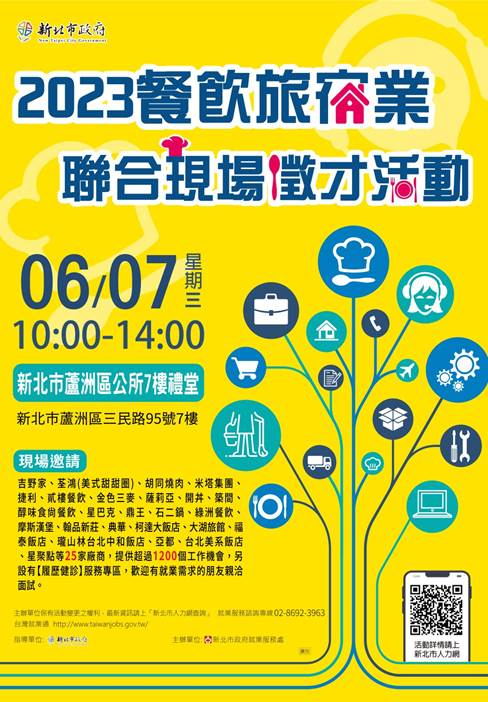 新北市政府
New Taipei City Government
2023餐飲旅宿業
聯合現場徵才活動
06/07 星期三
10:00-14:00
新北市蘆洲區公所7樓禮堂
新北市蘆洲區三民路95號7樓
現場邀請
吉野家、荃鴻(美式甜甜圈)、胡同燒肉、米塔集團、
捷利、貳樓餐飲、金色三麥、薩莉亞、開丼、築間、
醇味食尚餐飲、星巴克、鼎王、石二鍋、綠洲餐飲、
摩斯漢堡、翰品新莊、典華、柯達大飯店、大湖旅館、福
泰飯店、瓏山林台北中和飯店、亞都、台北美系飯店
、星聚點等25家廠商，提供超過1200個工作機會，另
設有【履歷健診】服務專區，歡迎有就業需求的朋友親洽
面試。
主辦單位保有活動變更之權利，最新資訊請上「新北市人力網查詢」 就業服務諮詢專線02-8692-3963
台灣就業通 http://www.taiwanjobs.gov.tw/
指導單位: 新北市政府
主辦單位: 新北市政府就業服務處
廣告
活動詳情請上
新北市人力網